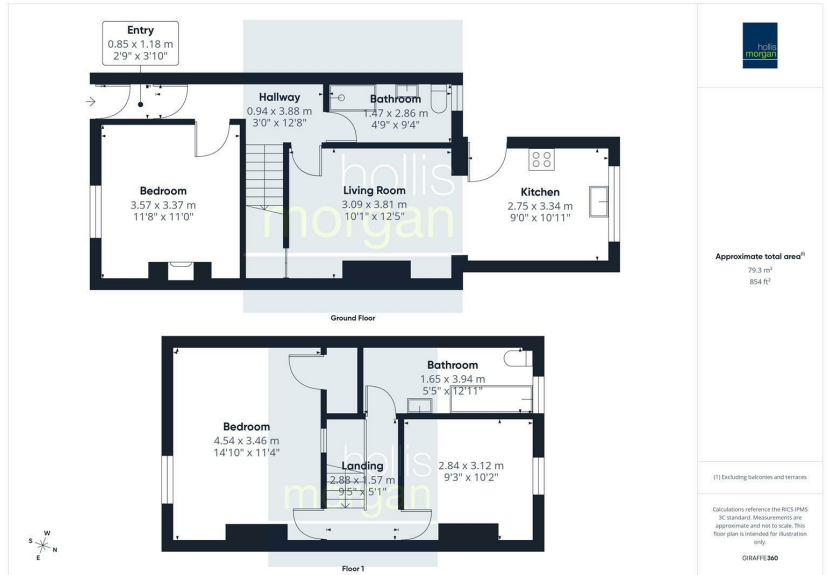 Entry
0.85 x 1.18 m
2'9" x 3'10"
Hallway
0.94 x 3.88 m
3'0" x 12'8"
Bathroom
1.47 x 2.86 m
4'9" x 9'4"
Bedroom
3.57 x 3.37 m
11'8" x 11'0"
Living Room
3.09 x 3.81 m
10'1" x 12'5"
Kitchen
2.75 x 3.34 m
9'0" x 10'11"
hollis
morgan
Ground Floor
Bathroom
1.65 x 3.94 m
5'5" x 12'11"
Bedroom
4.54 x 3.46 m
14'10" x 11'4"
Landing
2.88 x 1.57 m
9'5" x 5'1"
2.84 x 3.12 m
9'3" x 10'2"
hollis
morgan
Floor 1
S W E N
hollis
morgan
Approximate total area⁽¹⁾
79.3 m²
854 ft²
(1) Excluding balconies and terraces
Calculations reference the RICS IPMS
3C standard. Measurements are
approximate and not to scale. This
floor plan is intended for illustration
only.
GIRAFFE360